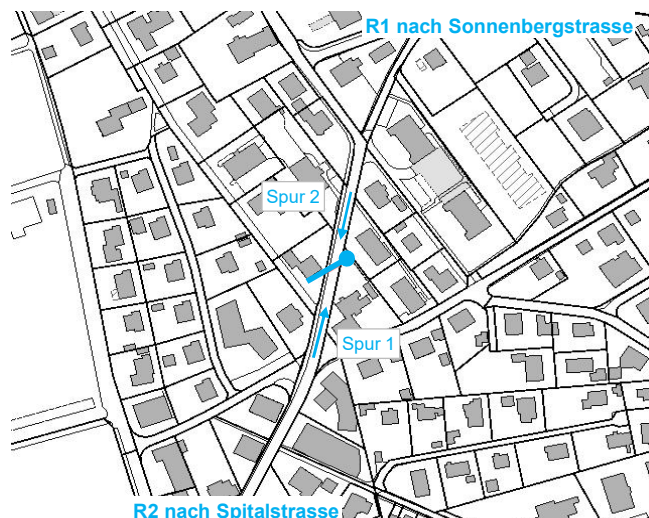 R1 nach Sonnenbergstrasse
Spur 2
Spur 1
R2 nach Spitalstrasse